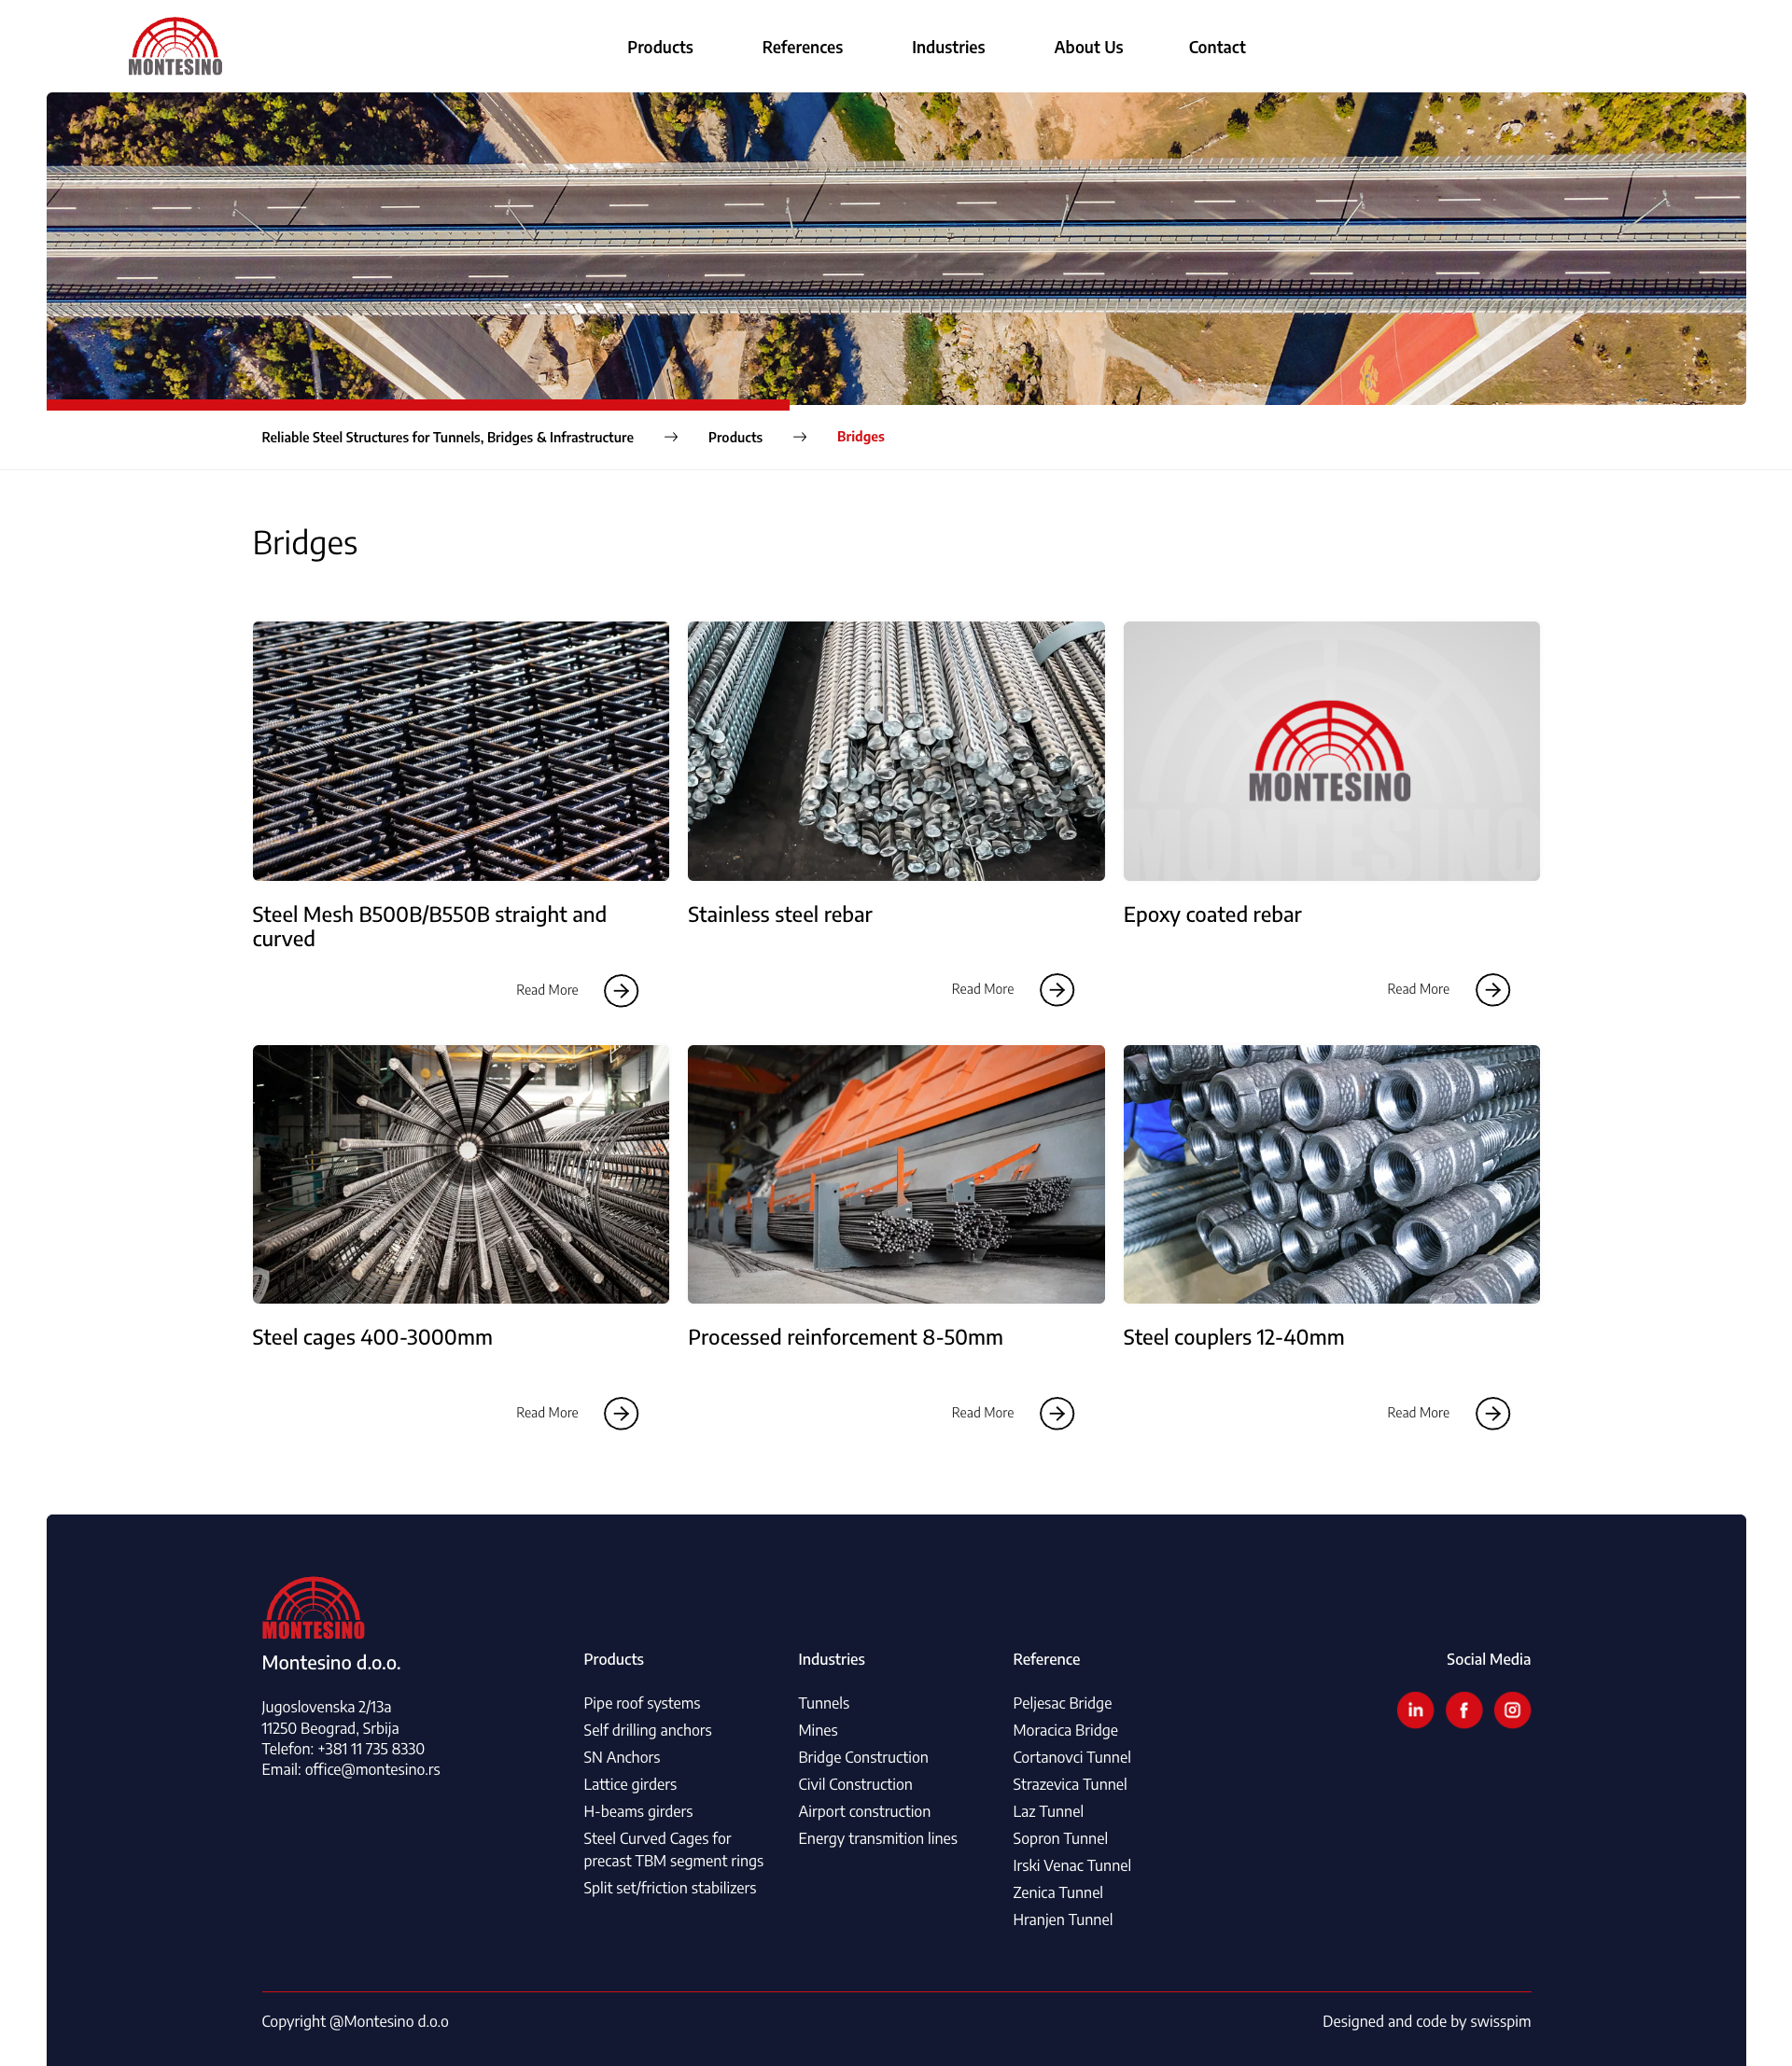 MONTESINO
Products
References
Industries
About Us
Contact
Reliable Steel Structures for Tunnels, Bridges & Infrastructure
Products
Bridges
Bridges
MONTESINO
MONTESINO
Steel Mesh B500B/B550B straight and
curved
Stainless steel rebar
Epoxy coated rebar
Read More
Read More
Read More
Steel cages 400-3000mm
Processed reinforcement 8-50mm
Steel couplers 12-40mm
Read More
Read More
Read More
MONTESINO
Montesino d.o.o.
Jugoslovenska 2/13a
11250 Beograd, Srbija
Telefon: +381 11 735 8330
Email: office@montesino.rs
Products
Pipe roof systems
Self drilling anchors
SN Anchors
Lattice girders
H-beams girders
Steel Curved Cages for
precast TBM segment rings
Split set/friction stabilizers
Industries
Tunnels
Mines
Bridge Construction
Civil Construction
Airport construction
Energy transmition lines
Reference
Peljesac Bridge
Moracica Bridge
Cortanovci Tunnel
Strazevica Tunnel
Laz Tunnel
Sopron Tunnel
Irski Venac Tunnel
Zenica Tunnel
Hranjen Tunnel
Social Media
in
f
Copyright @Montesino d.o.o
Designed and code by swisspim